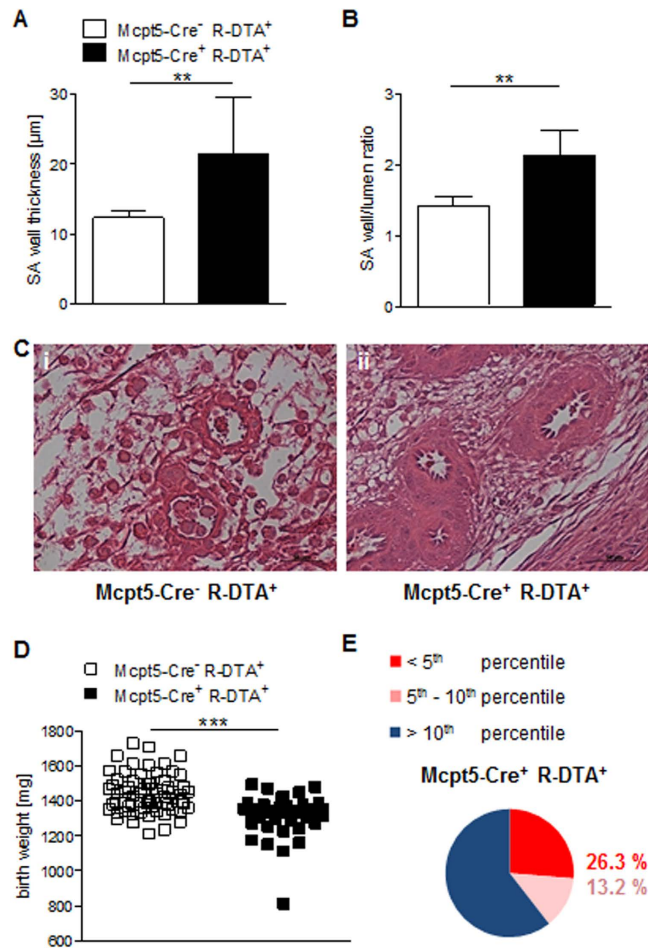 A
Mcpt5-Cre⁻ R-DTA⁺
Mcpt5-Cre⁺ R-DTA⁺
**
SA wall thickness [µm]
30
20
10
0
B
**
SA wall/lumen ratio
3
2
1
0
C
i
ii
Mcpt5-Cre⁻ R-DTA⁺
Mcpt5-Cre⁺ R-DTA⁺
D
Mcpt5-Cre⁻ R-DTA⁺
Mcpt5-Cre⁺ R-DTA⁺
***
birth weight [mg]
1800
1600
1400
1200
1000
800
600
E
< 5ᵗʰ percentile
5ᵗʰ - 10ᵗʰ percentile
> 10ᵗʰ percentile
Mcpt5-Cre⁺ R-DTA⁺
26.3 %
13.2 %